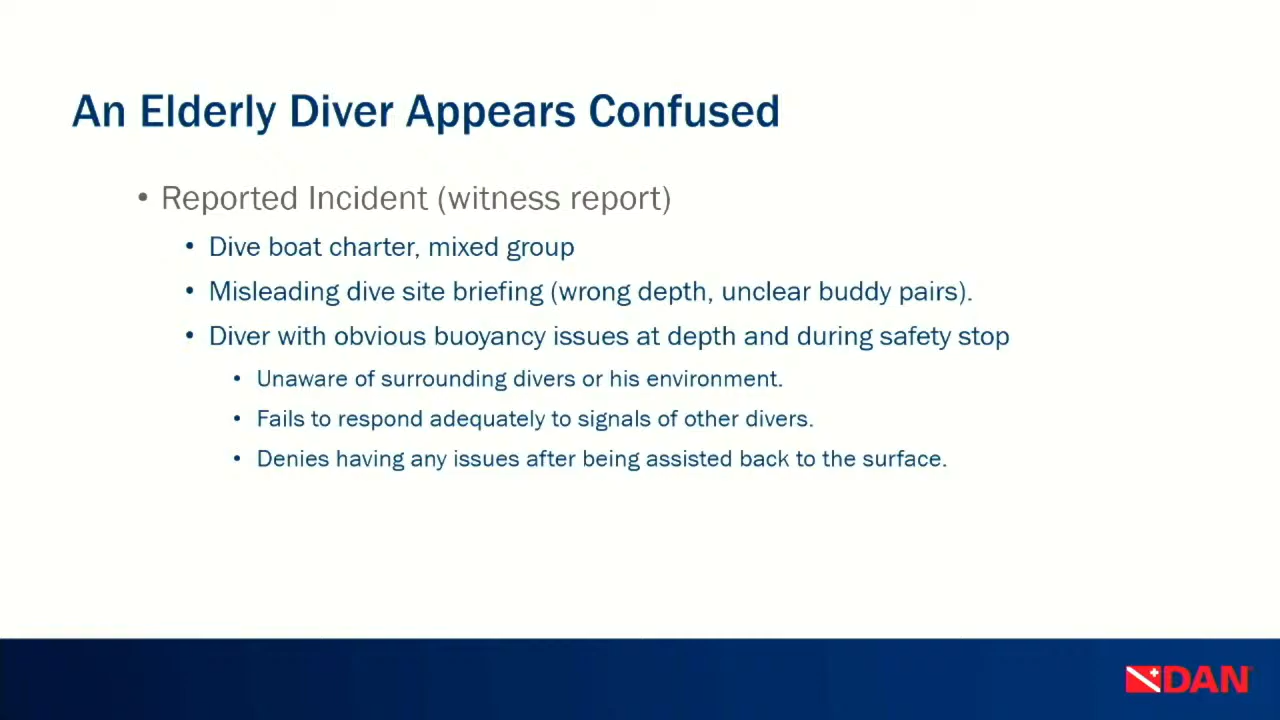 An Elderly Diver Appears Confused
• Reported Incident (witness report)
• Dive boat charter, mixed group
• Misleading dive site briefing (wrong depth, unclear buddy pairs).
• Diver with obvious buoyancy issues at depth and during safety stop
• Unaware of surrounding divers or his environment.
• Fails to respond adequately to signals of other divers.
• Denies having any issues after being assisted back to the surface.
DAN